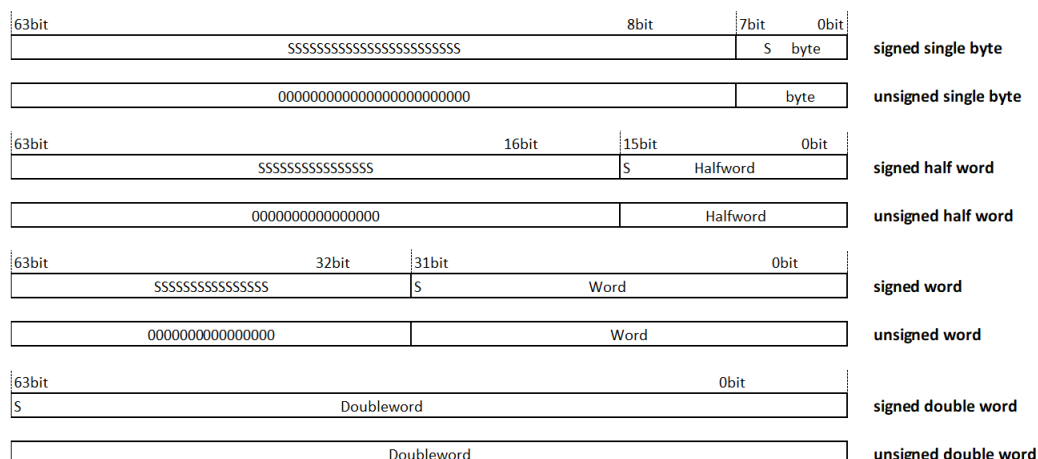 63bit 8bit 7bit 0bit
SSSSSSSSSSSSSSSSSSSSSSSS S byte signed single byte
000000000000000000000000 byte unsigned single byte
63bit 16bit 15bit 0bit
SSSSSSSSSSSSSSSS S Halfword signed half word
0000000000000000 Halfword unsigned half word
63bit 32bit 31bit 0bit
SSSSSSSSSSSSSSSS S Word signed word
0000000000000000 Word unsigned word
63bit 0bit
S Doubleword signed double word
Doubleword unsigned double word